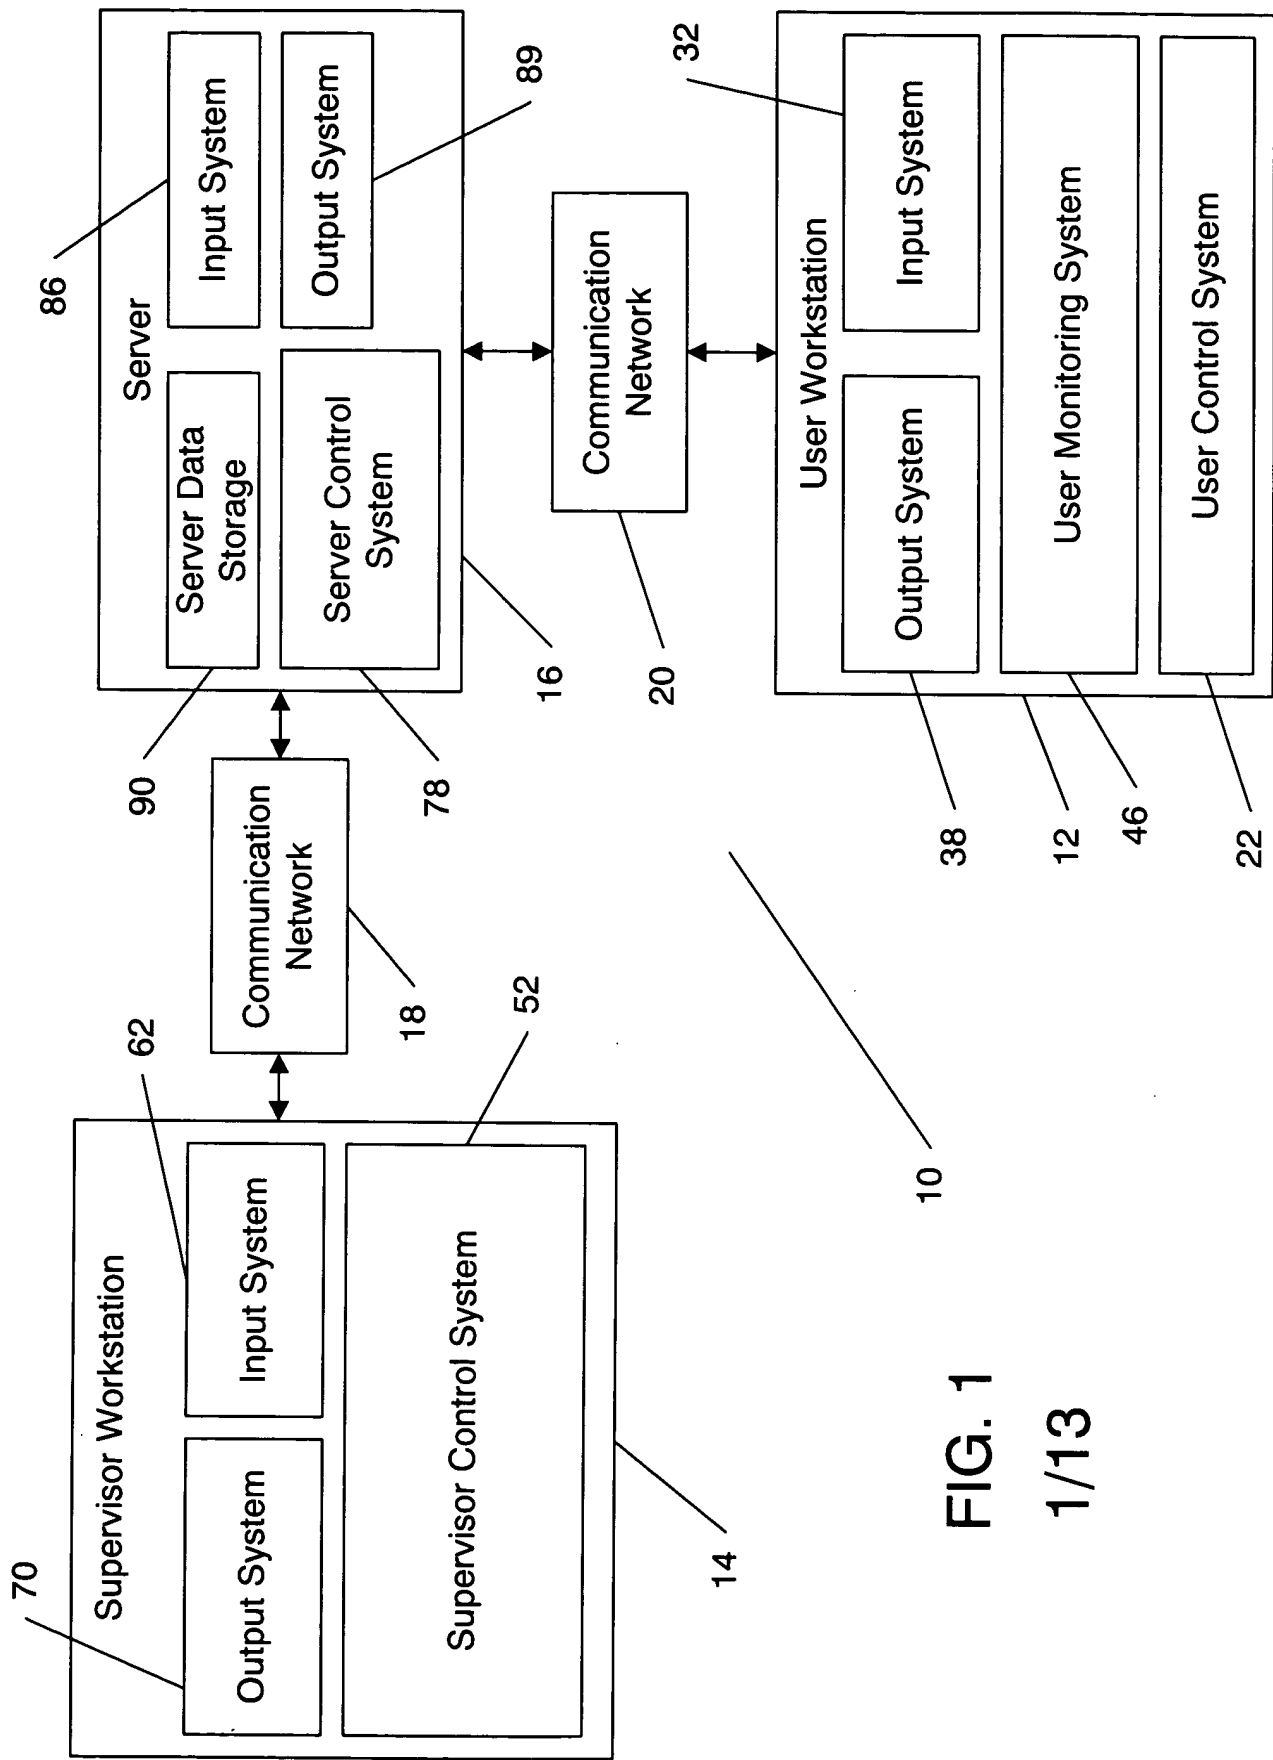 70
Supervisor Workstation
62
Output System
Input System
Supervisor Control System
52
14
Communication
Network
18
90
Server
86
Server Data
Storage
Input System
Server Control
System
Output System
78
89
16
Communication
Network
20
User Workstation
32
Output System
Input System
User Monitoring System
User Control System
38
12
46
22
10
FIG. 1
1/13